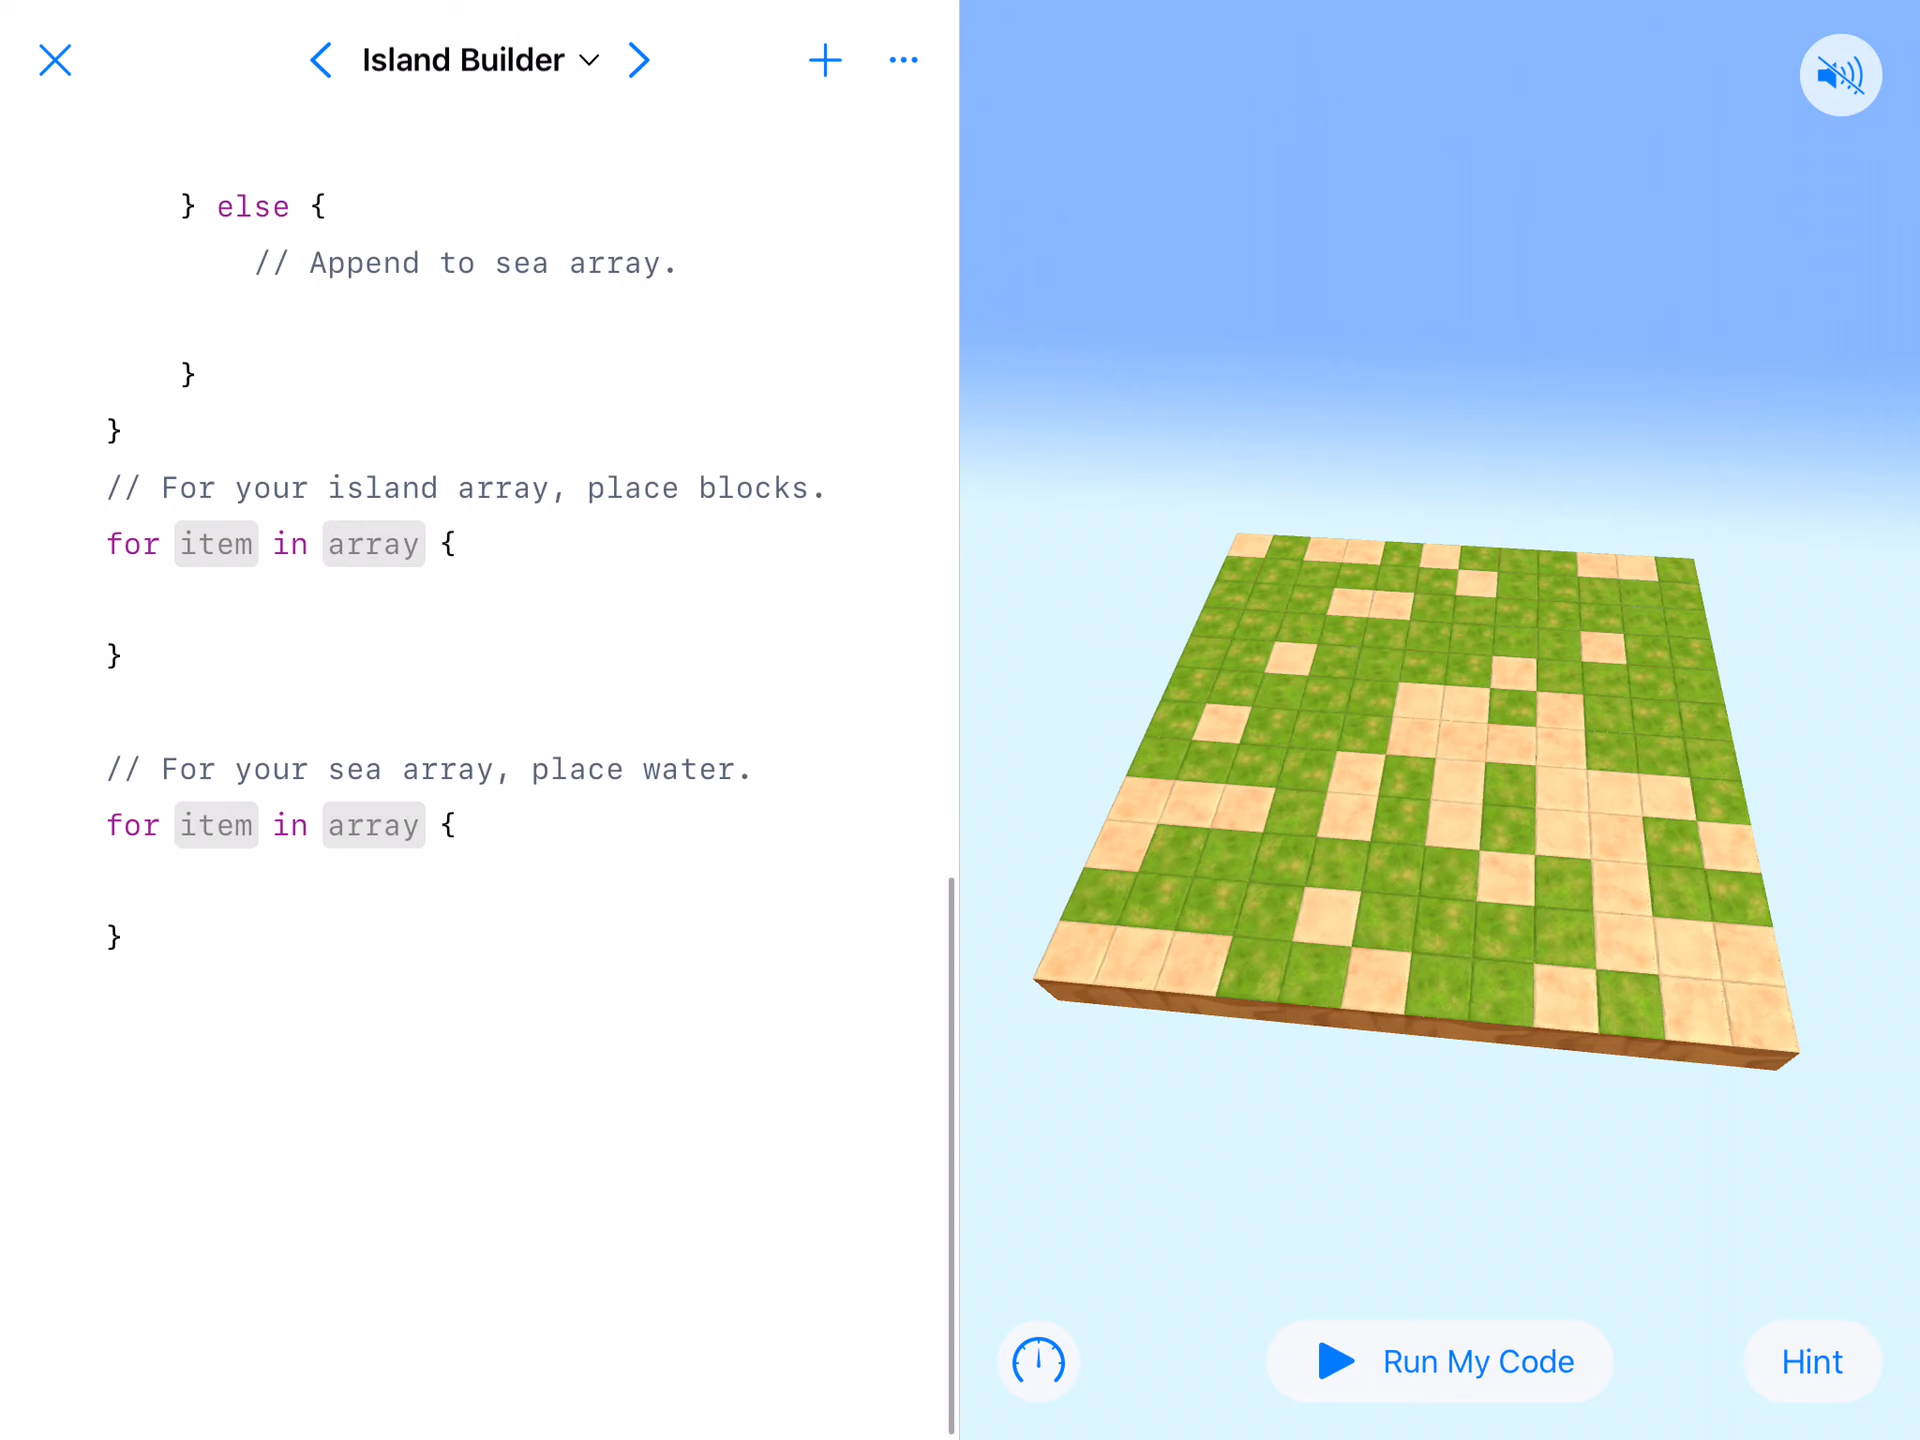 Island Builder
} else {
// Append to sea array.
}
}
// For your island array, place blocks.
for item in array {
}
// For your sea array, place water.
for item in array {
}
Run My Code
Hint